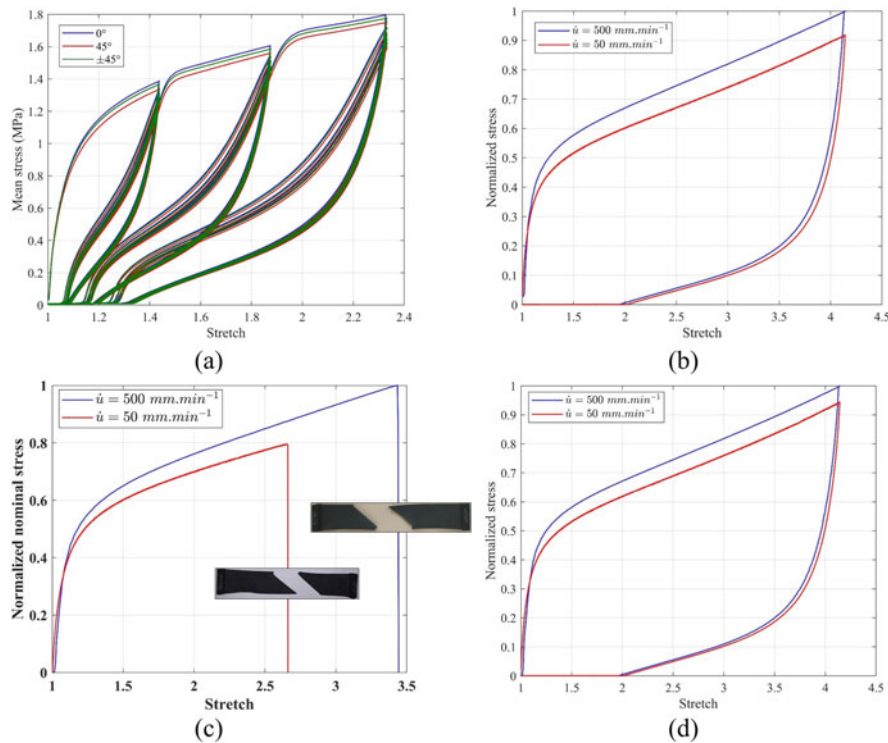 1.8
1.6
1.4
1.2
1
0.8
0.6
0.4
0.2
0
Mean stress (MPa)
0°
45°
±45°
1 1.2 1.4 1.6 1.8 2 2.2 2.4
Stretch
(a)
1
0.9
0.8
0.7
0.6
0.5
0.4
0.3
0.2
0.1
0
Normalized stress
u̇ = 500 mm.min⁻¹
u̇ = 50 mm.min⁻¹
1 1.5 2 2.5 3 3.5 4 4.5
Stretch
(b)
1
0.8
0.6
0.4
0.2
0
Normalized nominal stress
u̇ = 500 mm.min⁻¹
u̇ = 50 mm.min⁻¹
1 1.5 2 2.5 3 3.5
Stretch
(c)
1
0.9
0.8
0.7
0.6
0.5
0.4
0.3
0.2
0.1
0
Normalized stress
u̇ = 500 mm.min⁻¹
u̇ = 50 mm.min⁻¹
1 1.5 2 2.5 3 3.5 4 4.5
Stretch
(d)